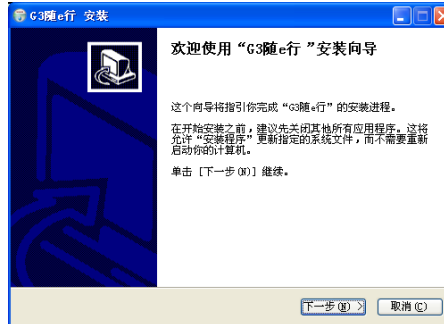 G3随e行 安装
欢迎使用“G3随e行 ”安装向导
这个向导将指引你完成“G3随e行”的安装进程。
在开始安装之前，建议先关闭其他所有应用程序。这将
允许“安装程序”更新指定的系统文件，而不需要重新
启动你的计算机。
单击 [下一步(N)] 继续。
下一步(N) >
取消(C)